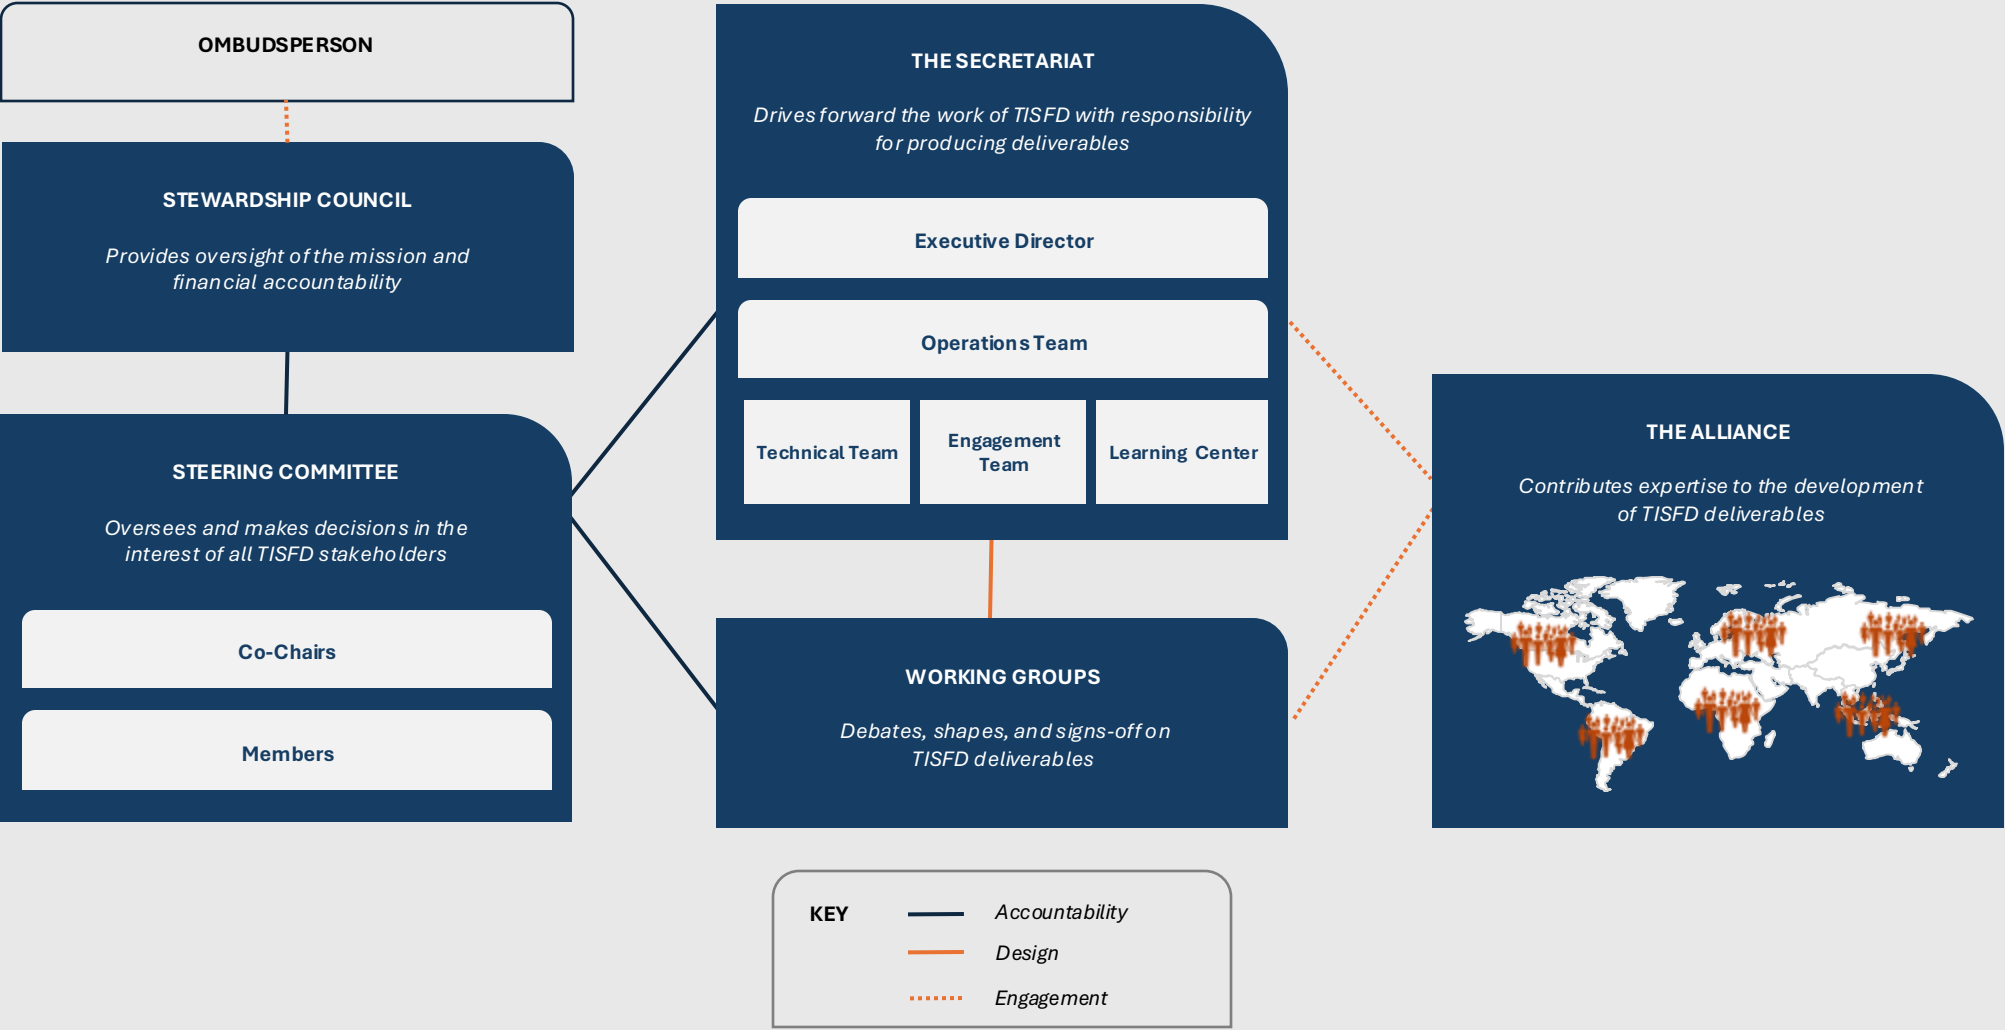 OMBUDSPERSON
STEWARDSHIP COUNCIL
Provides oversight of the mission and
financial accountability
STEERING COMMITTEE
Oversees and makes decisions in the
interest of all TISFD stakeholders
Co-Chairs
Members
THE SECRETARIAT
Drives forward the work of TISFD with responsibility
for producing deliverables
Executive Director
Operations Team
Technical Team
Engagement
Team
Learning Center
WORKING GROUPS
Debates, shapes, and signs-off on
TISFD deliverables
THE ALLIANCE
Contributes expertise to the development
of TISFD deliverables
KEY
Accountability
Design
Engagement